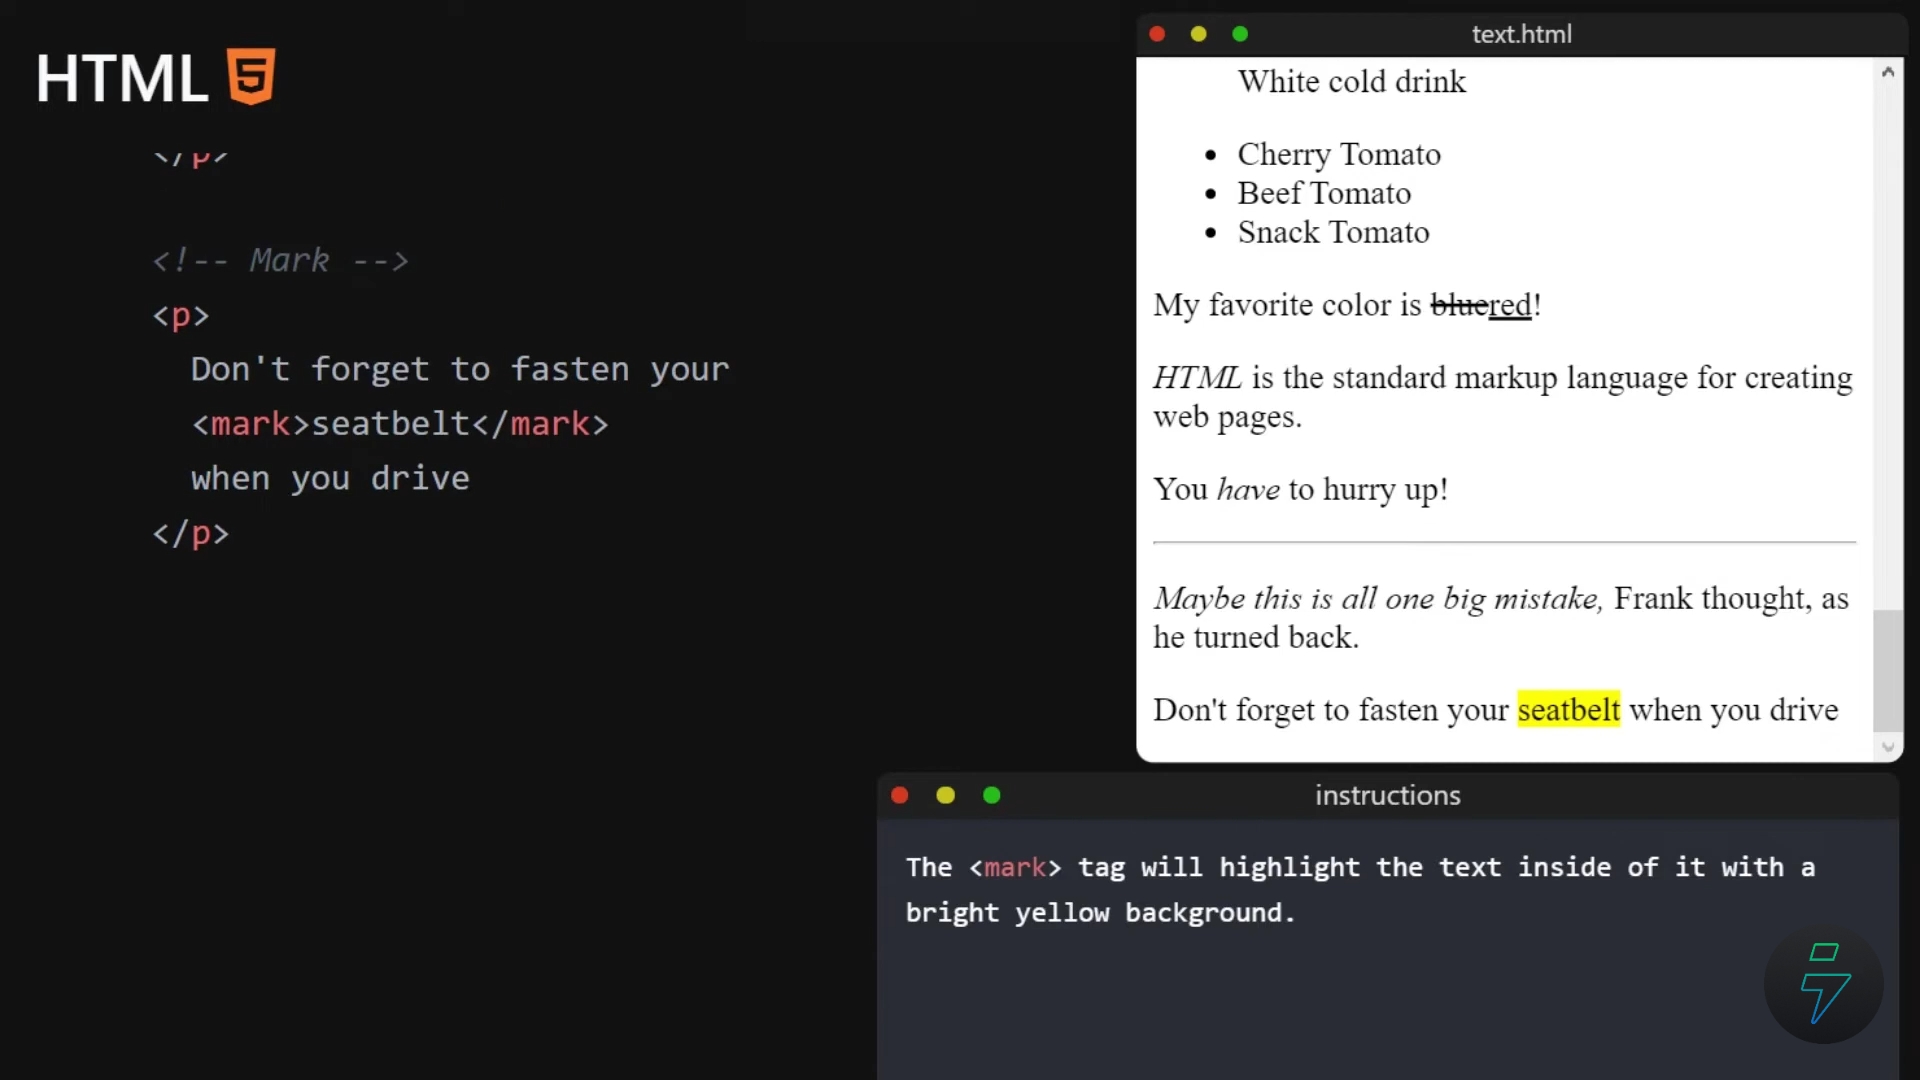 HTML 5
</p>
<!-- Mark -->
<p>
Don't forget to fasten your
<mark>seatbelt</mark>
when you drive
</p>
text.html
White cold drink
• Cherry Tomato
• Beef Tomato
• Snack Tomato
My favorite color is bluered!
HTML is the standard markup language for creating
web pages.
You have to hurry up!
Maybe this is all one big mistake, Frank thought, as
he turned back.
Don't forget to fasten your seatbelt when you drive
instructions
The <mark> tag will highlight the text inside of it with a
bright yellow background.